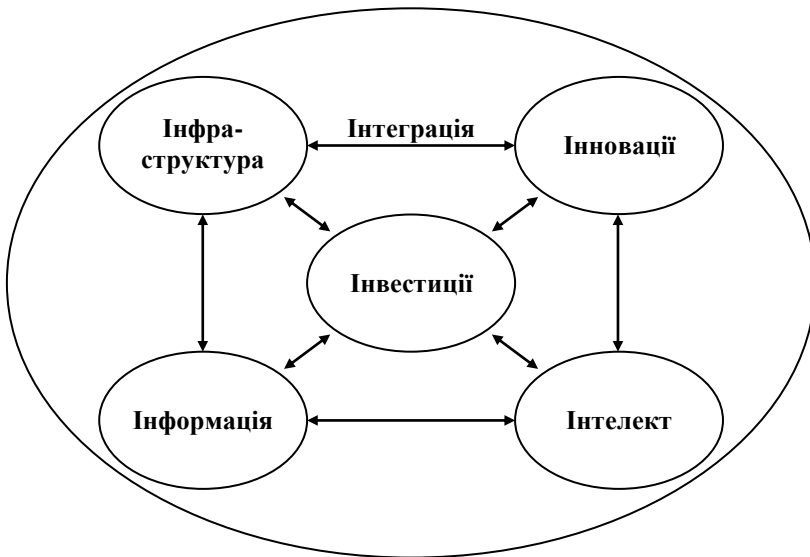 Інфра-
структура
Інтеграція
Інновації
Інвестиції
Інформація
Інтелект